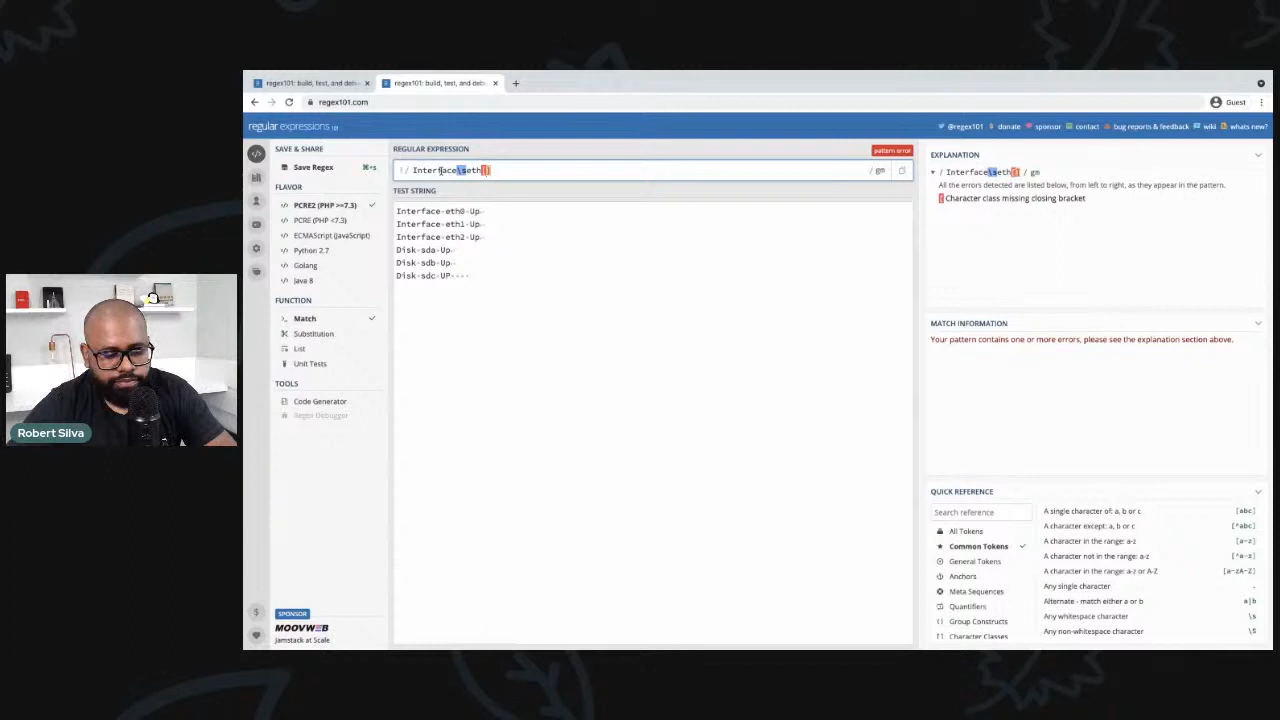 regular expressions 101
regex101: build, test, and deb
regex101: build, test, and deb
regex101.com
Guest
@regex101
donate
sponsor
contact
bug reports & feedback
wiki
whats new?
SAVE & SHARE
Save Regex
⌘+s
FLAVOR
PCRE2 (PHP >=7.3)
PCRE (PHP <7.3)
ECMAScript (JavaScript)
Python 2.7
Golang
Java 8
FUNCTION
Match
Substitution
List
Unit Tests
TOOLS
Code Generator
Regex Debugger
SPONSOR
MOOVWEB
Jamstack at Scale
REGULAR EXPRESSION
pattern error
/ gm
TEST STRING
Interface·eth0·Up
Interface·eth1·Up
Interface·eth2·Up
Disk·sda·Up
Disk·sdb·Up
Disk·sdc·UP····
EXPLANATION
All the errors detected are listed below, from left to right, as they appear in the pattern.
Character class missing closing bracket
MATCH INFORMATION
Your pattern contains one or more errors, please see the explanation section above.
QUICK REFERENCE
Search reference
All Tokens
Common Tokens
General Tokens
Anchors
Meta Sequences
Quantifiers
Group Constructs
Character Classes
A single character of: a, b or c [abc]
A character except: a, b or c [^abc]
A character in the range: a-z [a-z]
A character not in the range: a-z [^a-z]
A character in the range: a-z or A-Z [a-zA-Z]
Any single character .
Alternate - match either a or b a|b
Any whitespace character \s
Any non-whitespace character \S
Robert Silva